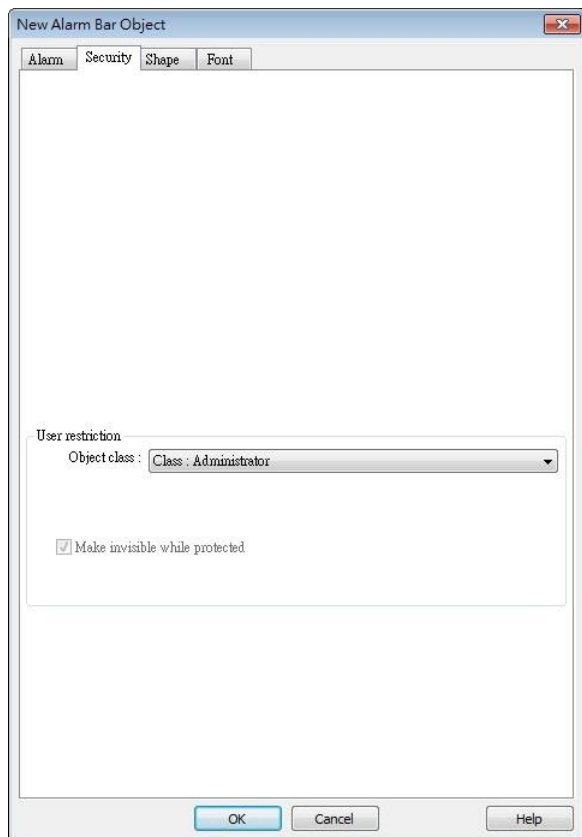 New Alarm Bar Object
Alarm Security Shape Font
User restriction
Object class : Class : Administrator
Make invisible while protected
OK Cancel Help